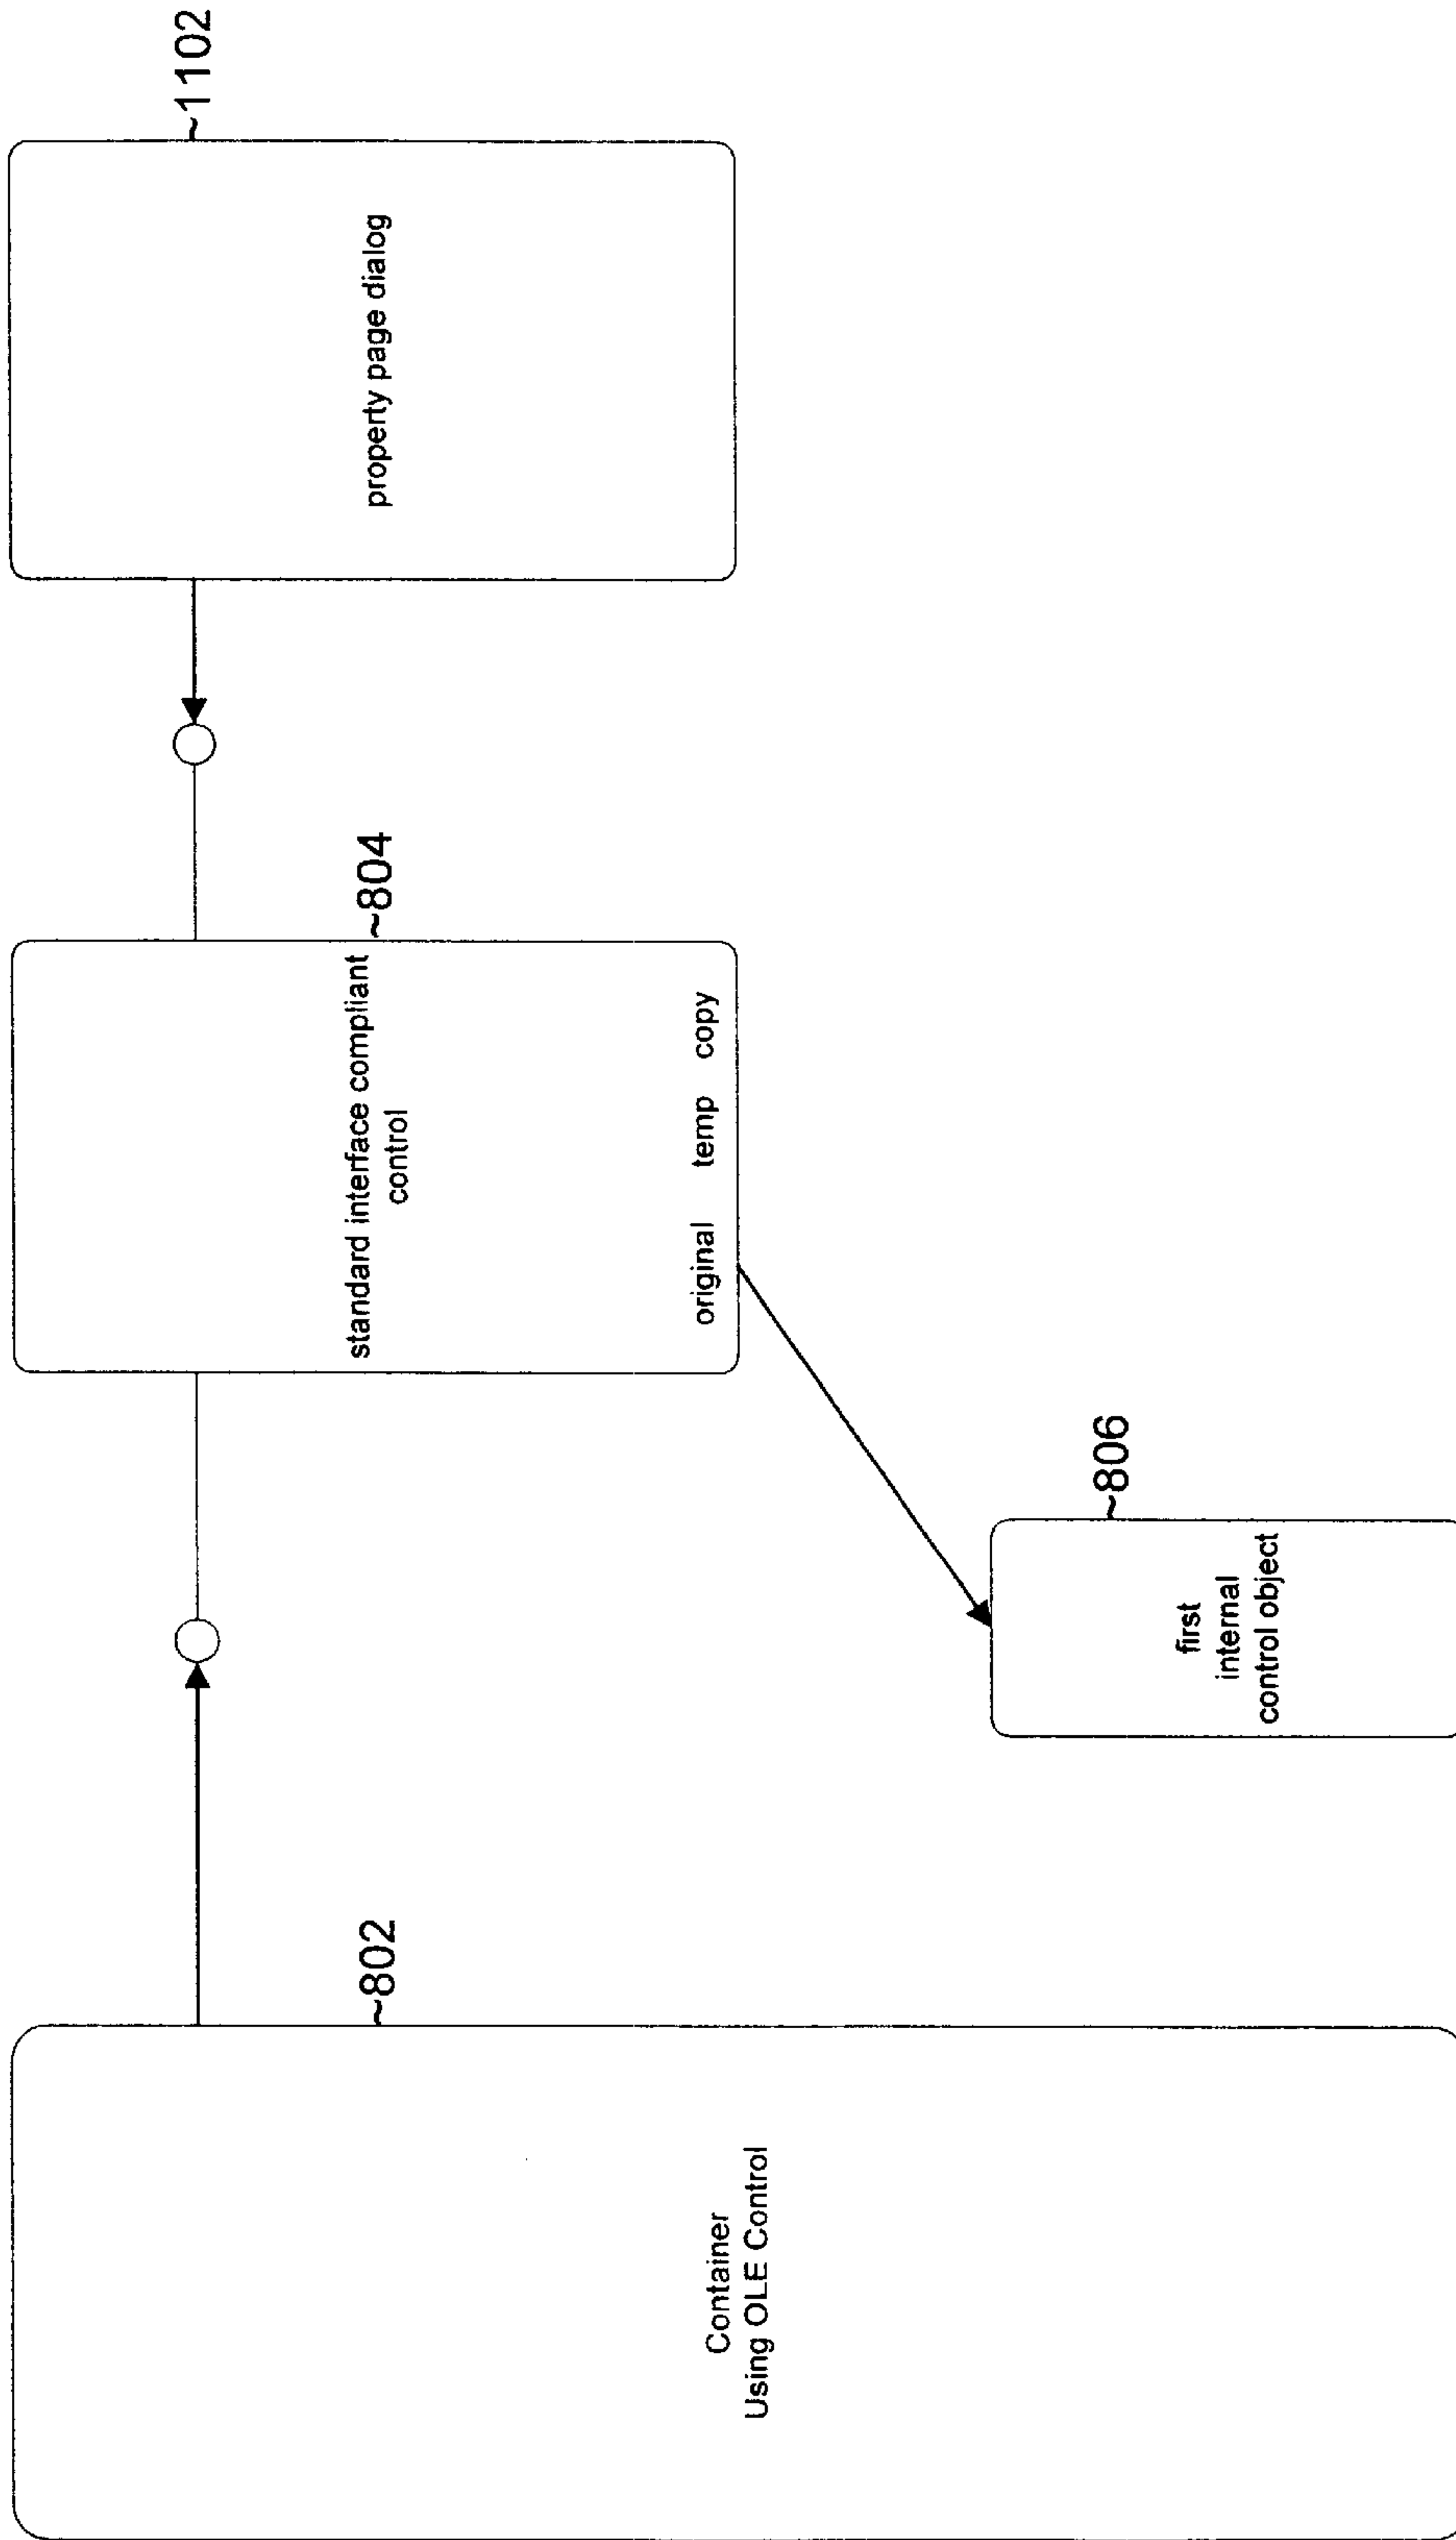 Container
Using OLE Control
~802
standard interface compliant
control
original temp copy
~804
property page dialog
~1102
first
internal
control object
~806